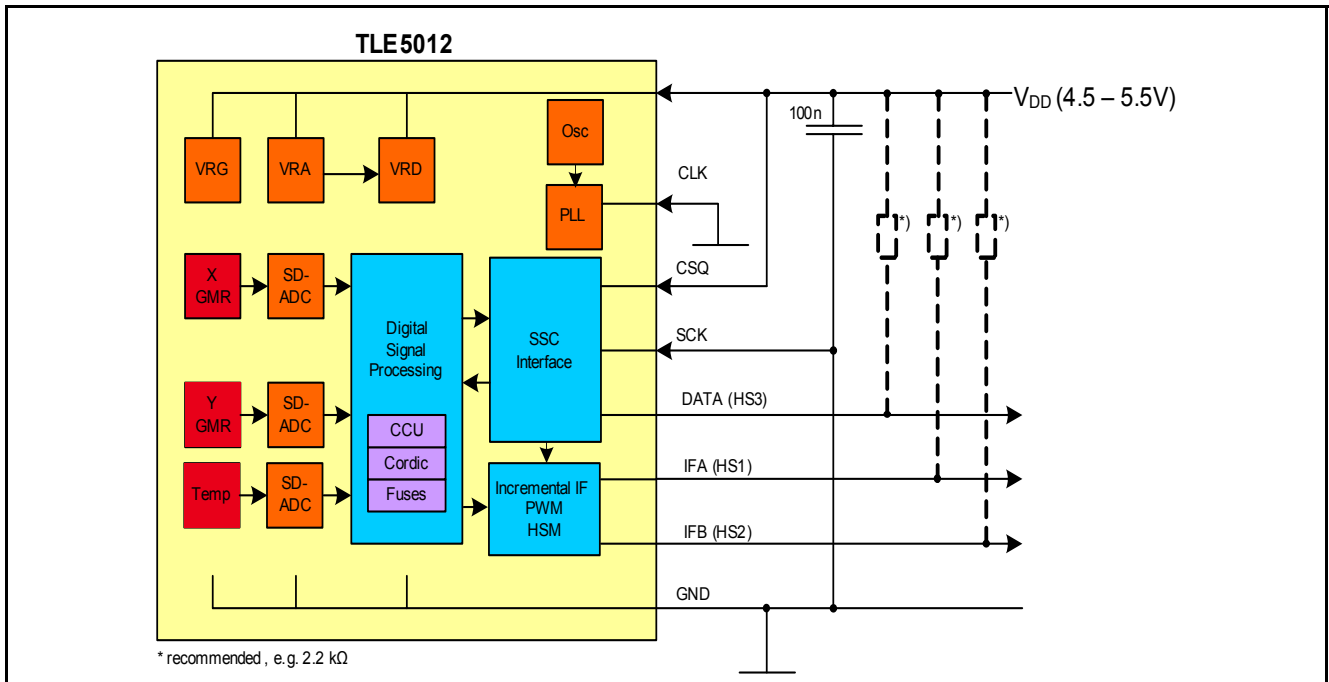 TLE5012
V_DD (4.5 – 5.5V)
100n
Osc
VRG
VRA
VRD
CLK
PLL
*)
*)
*)
CSQ
X
GMR
SD-
ADC
Digital
Signal
Processing
SSC
Interface
SCK
Y
GMR
SD-
ADC
DATA (HS3)
CCU
Cordic
Fuses
Temp
SD-
ADC
Incremental IF
PWM
HSM
IFA (HS1)
IFB (HS2)
GND
* recommended , e.g. 2.2 kΩ